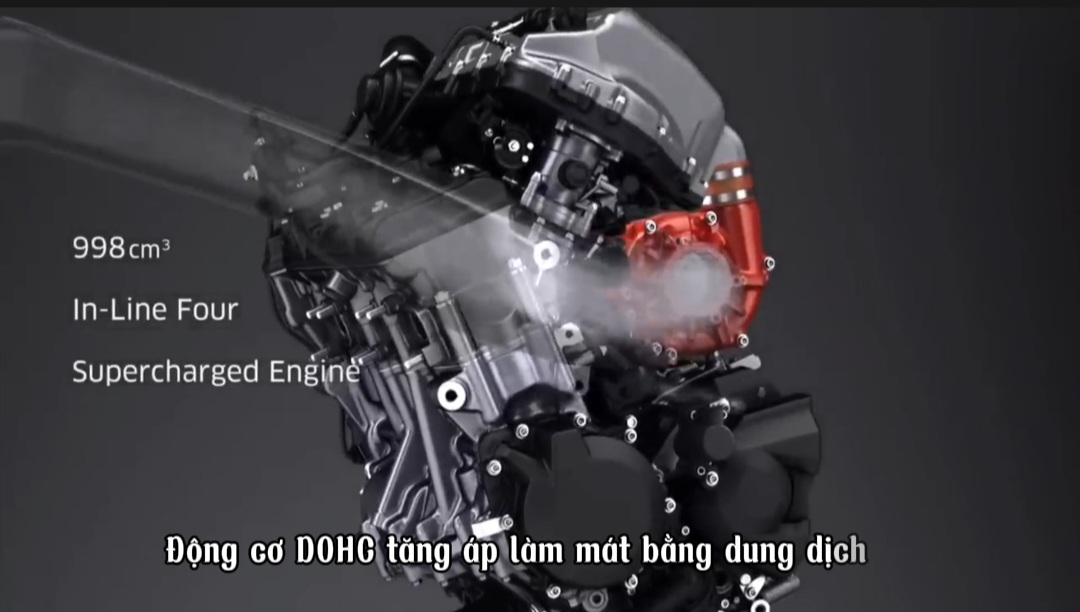 998cm³
In-Line Four
Supercharged Engine
Động cơ DOHC tăng áp làm mát bằng dung dịch